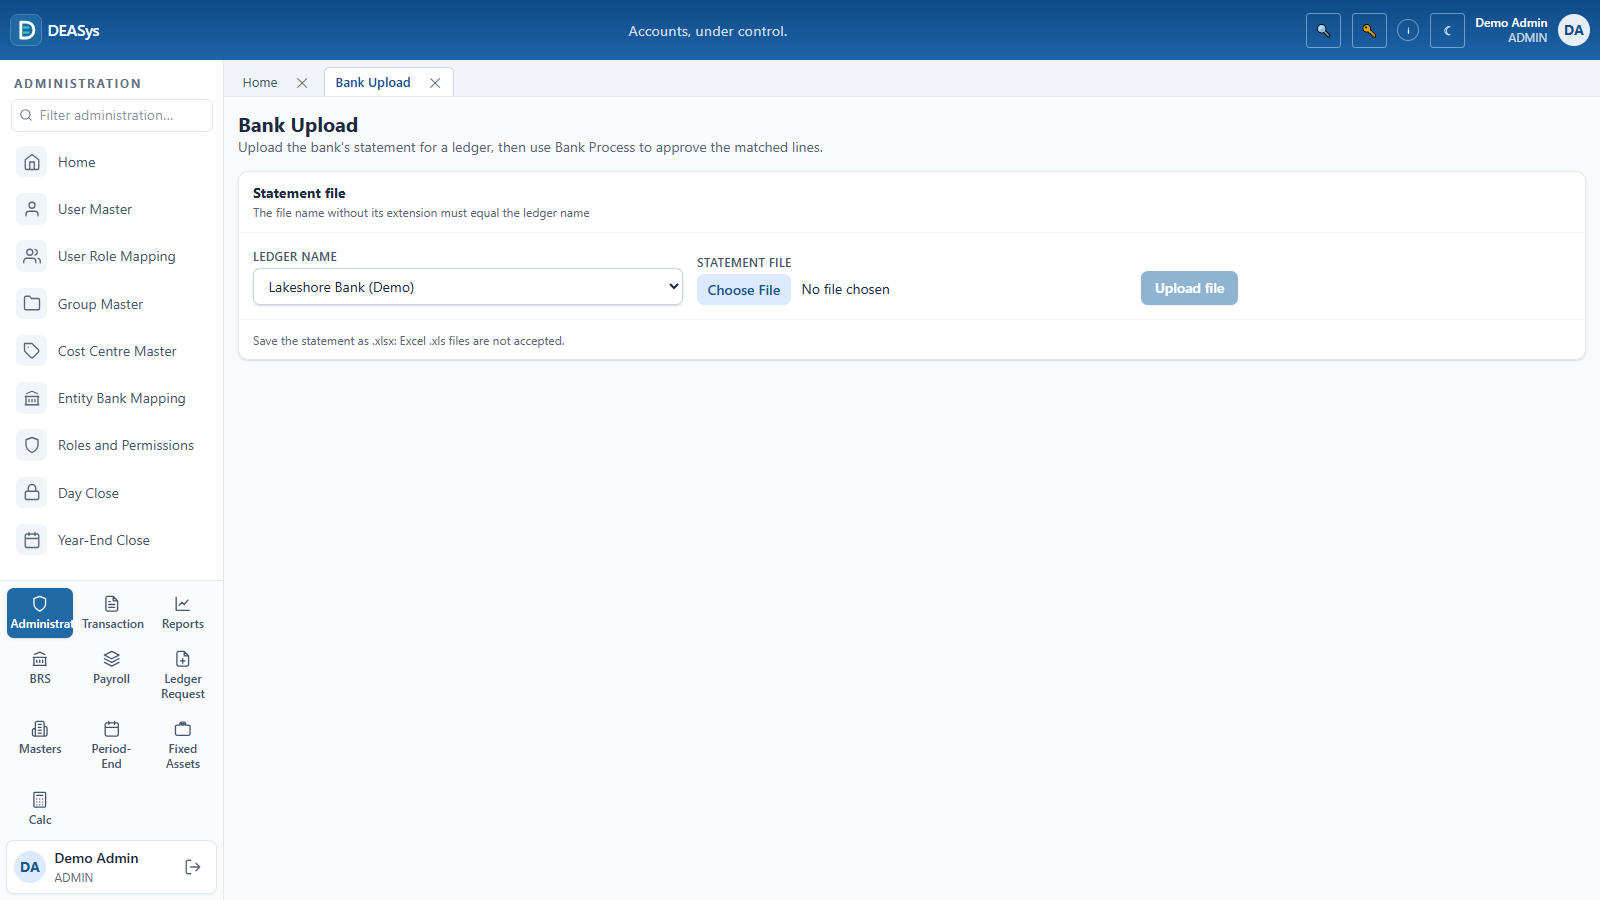 DEASys
Accounts, under control.
Demo Admin
ADMIN
DA
ADMINISTRATION
Filter administration...
Home
User Master
User Role Mapping
Group Master
Cost Centre Master
Entity Bank Mapping
Roles and Permissions
Day Close
Year-End Close
Administrat
Transaction
Reports
BRS
Payroll
Ledger
Request
Masters
Period-
End
Fixed
Assets
Calc
DA
Demo Admin
ADMIN
Home
Bank Upload
Bank Upload
Upload the bank's statement for a ledger, then use Bank Process to approve the matched lines.
Statement file
The file name without its extension must equal the ledger name
LEDGER NAME
Lakeshore Bank (Demo)
STATEMENT FILE
Choose File No file chosen
Upload file
Save the statement as .xlsx: Excel .xls files are not accepted.